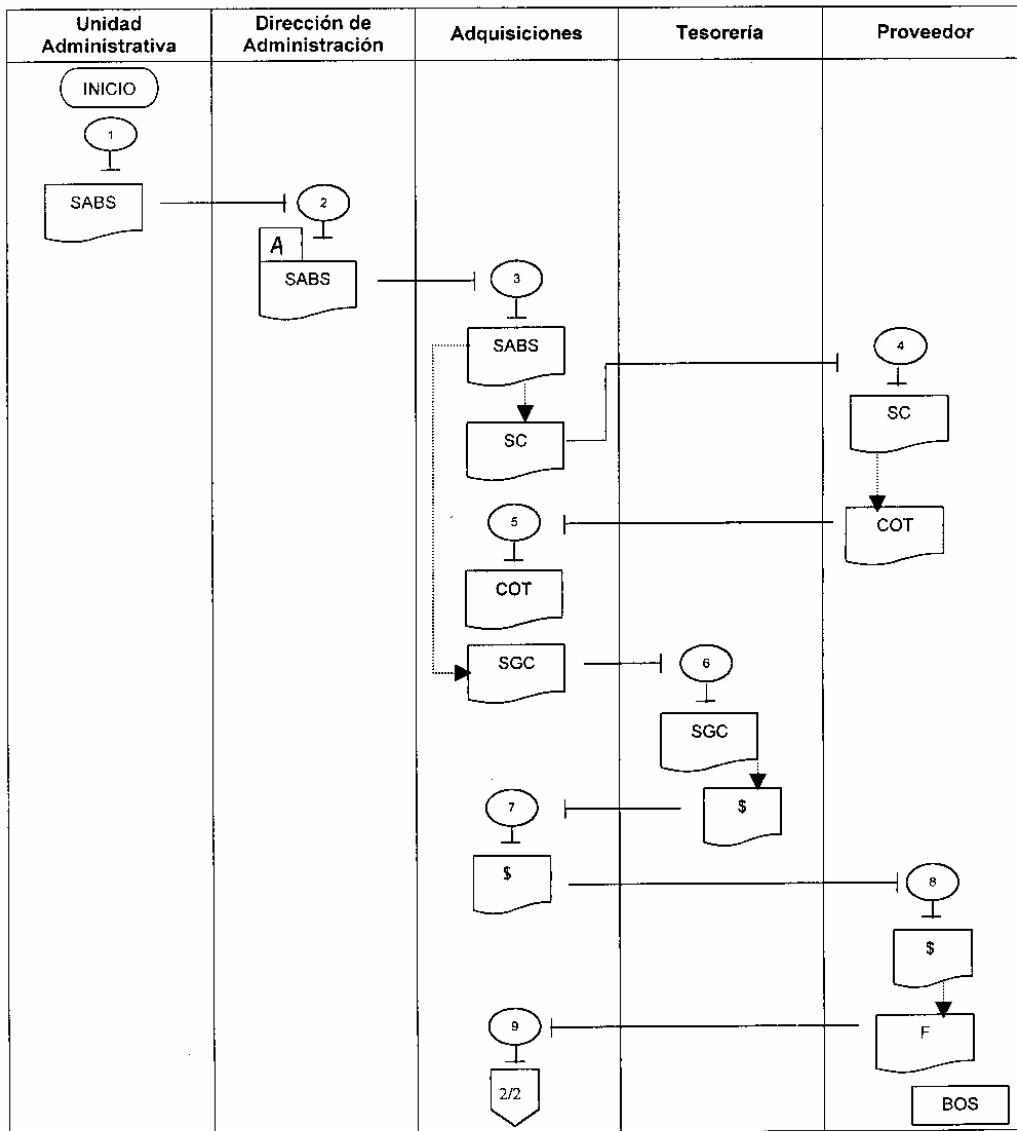 Unidad
Administrativa
Dirección de
Administración
Adquisiciones
Tesorería
Proveedor
INICIO
1
SABS
2
A
SABS
3
SABS
4
SC
SC
5
COT
COT
SGC
6
SGC
7
$
$
8
$
9
F
2/2
BOS